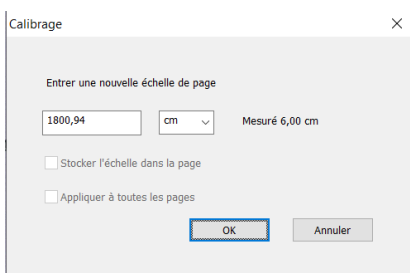 Calibrage
Entrer une nouvelle échelle de page
1800,94 cm Mesuré 6,00 cm
Stocker l'échelle dans la page
Appliquer à toutes les pages
OK Annuler